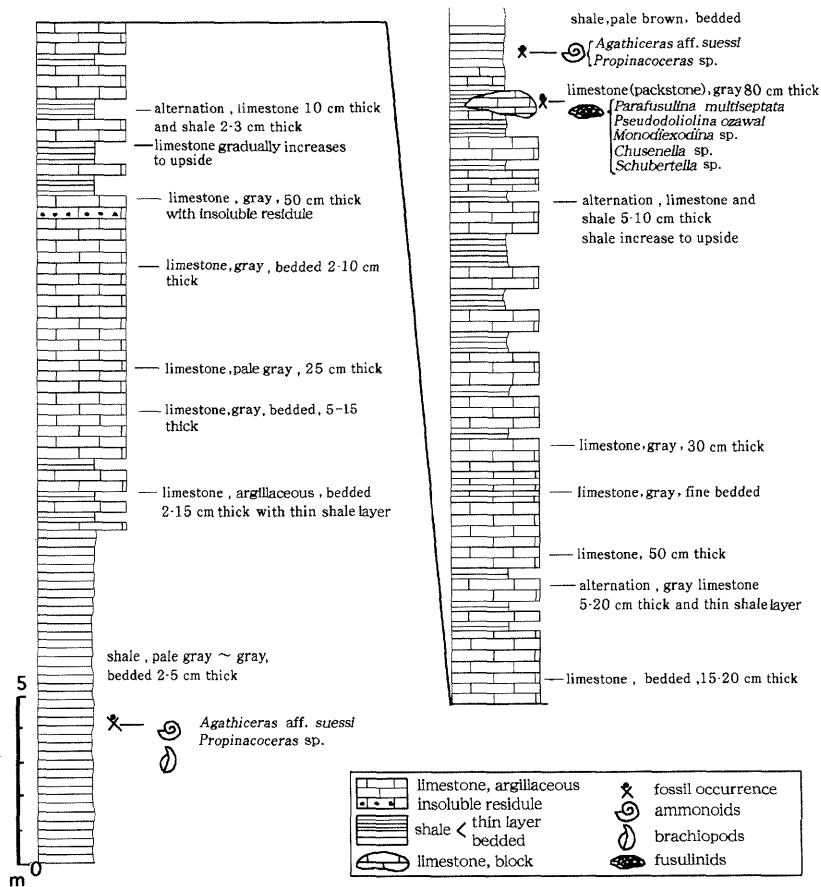 alternation, limestone 10 cm thick
and shale 2-3 cm thick
limestone gradually increases
to upside
limestone, gray, 50 cm thick
with insoluble residule
limestone, gray, bedded 2-10 cm
thick
limestone, pale gray, 25 cm thick
limestone, gray, bedded, 5-15
thick
limestone, argillaceous, bedded
2-15 cm thick with thin shale layer
shale, pale gray ~ gray,
bedded 2-5 cm thick
Agathiceras aff. suessi
Propinacoceras sp.
5
0
m
shale, pale brown, bedded
Agathiceras aff. suessi
Propinacoceras sp.
limestone (packstone), gray 80 cm thick
Parafusulina multiseptata
Pseudodoliolina ozawai
Monodiexodina sp.
Chusenella sp.
Schubertella sp.
alternation, limestone and
shale 5-10 cm thick
shale increase to upside
limestone, gray, 30 cm thick
limestone, gray, fine bedded
limestone, 50 cm thick
alternation, gray limestone
5-20 cm thick and thin shale layer
limestone, bedded, 15-20 cm thick
limestone, argillaceous
insoluble residule
shale < thin layer
bedded
limestone, block
fossil occurrence
ammonoids
brachiopods
fusulinids